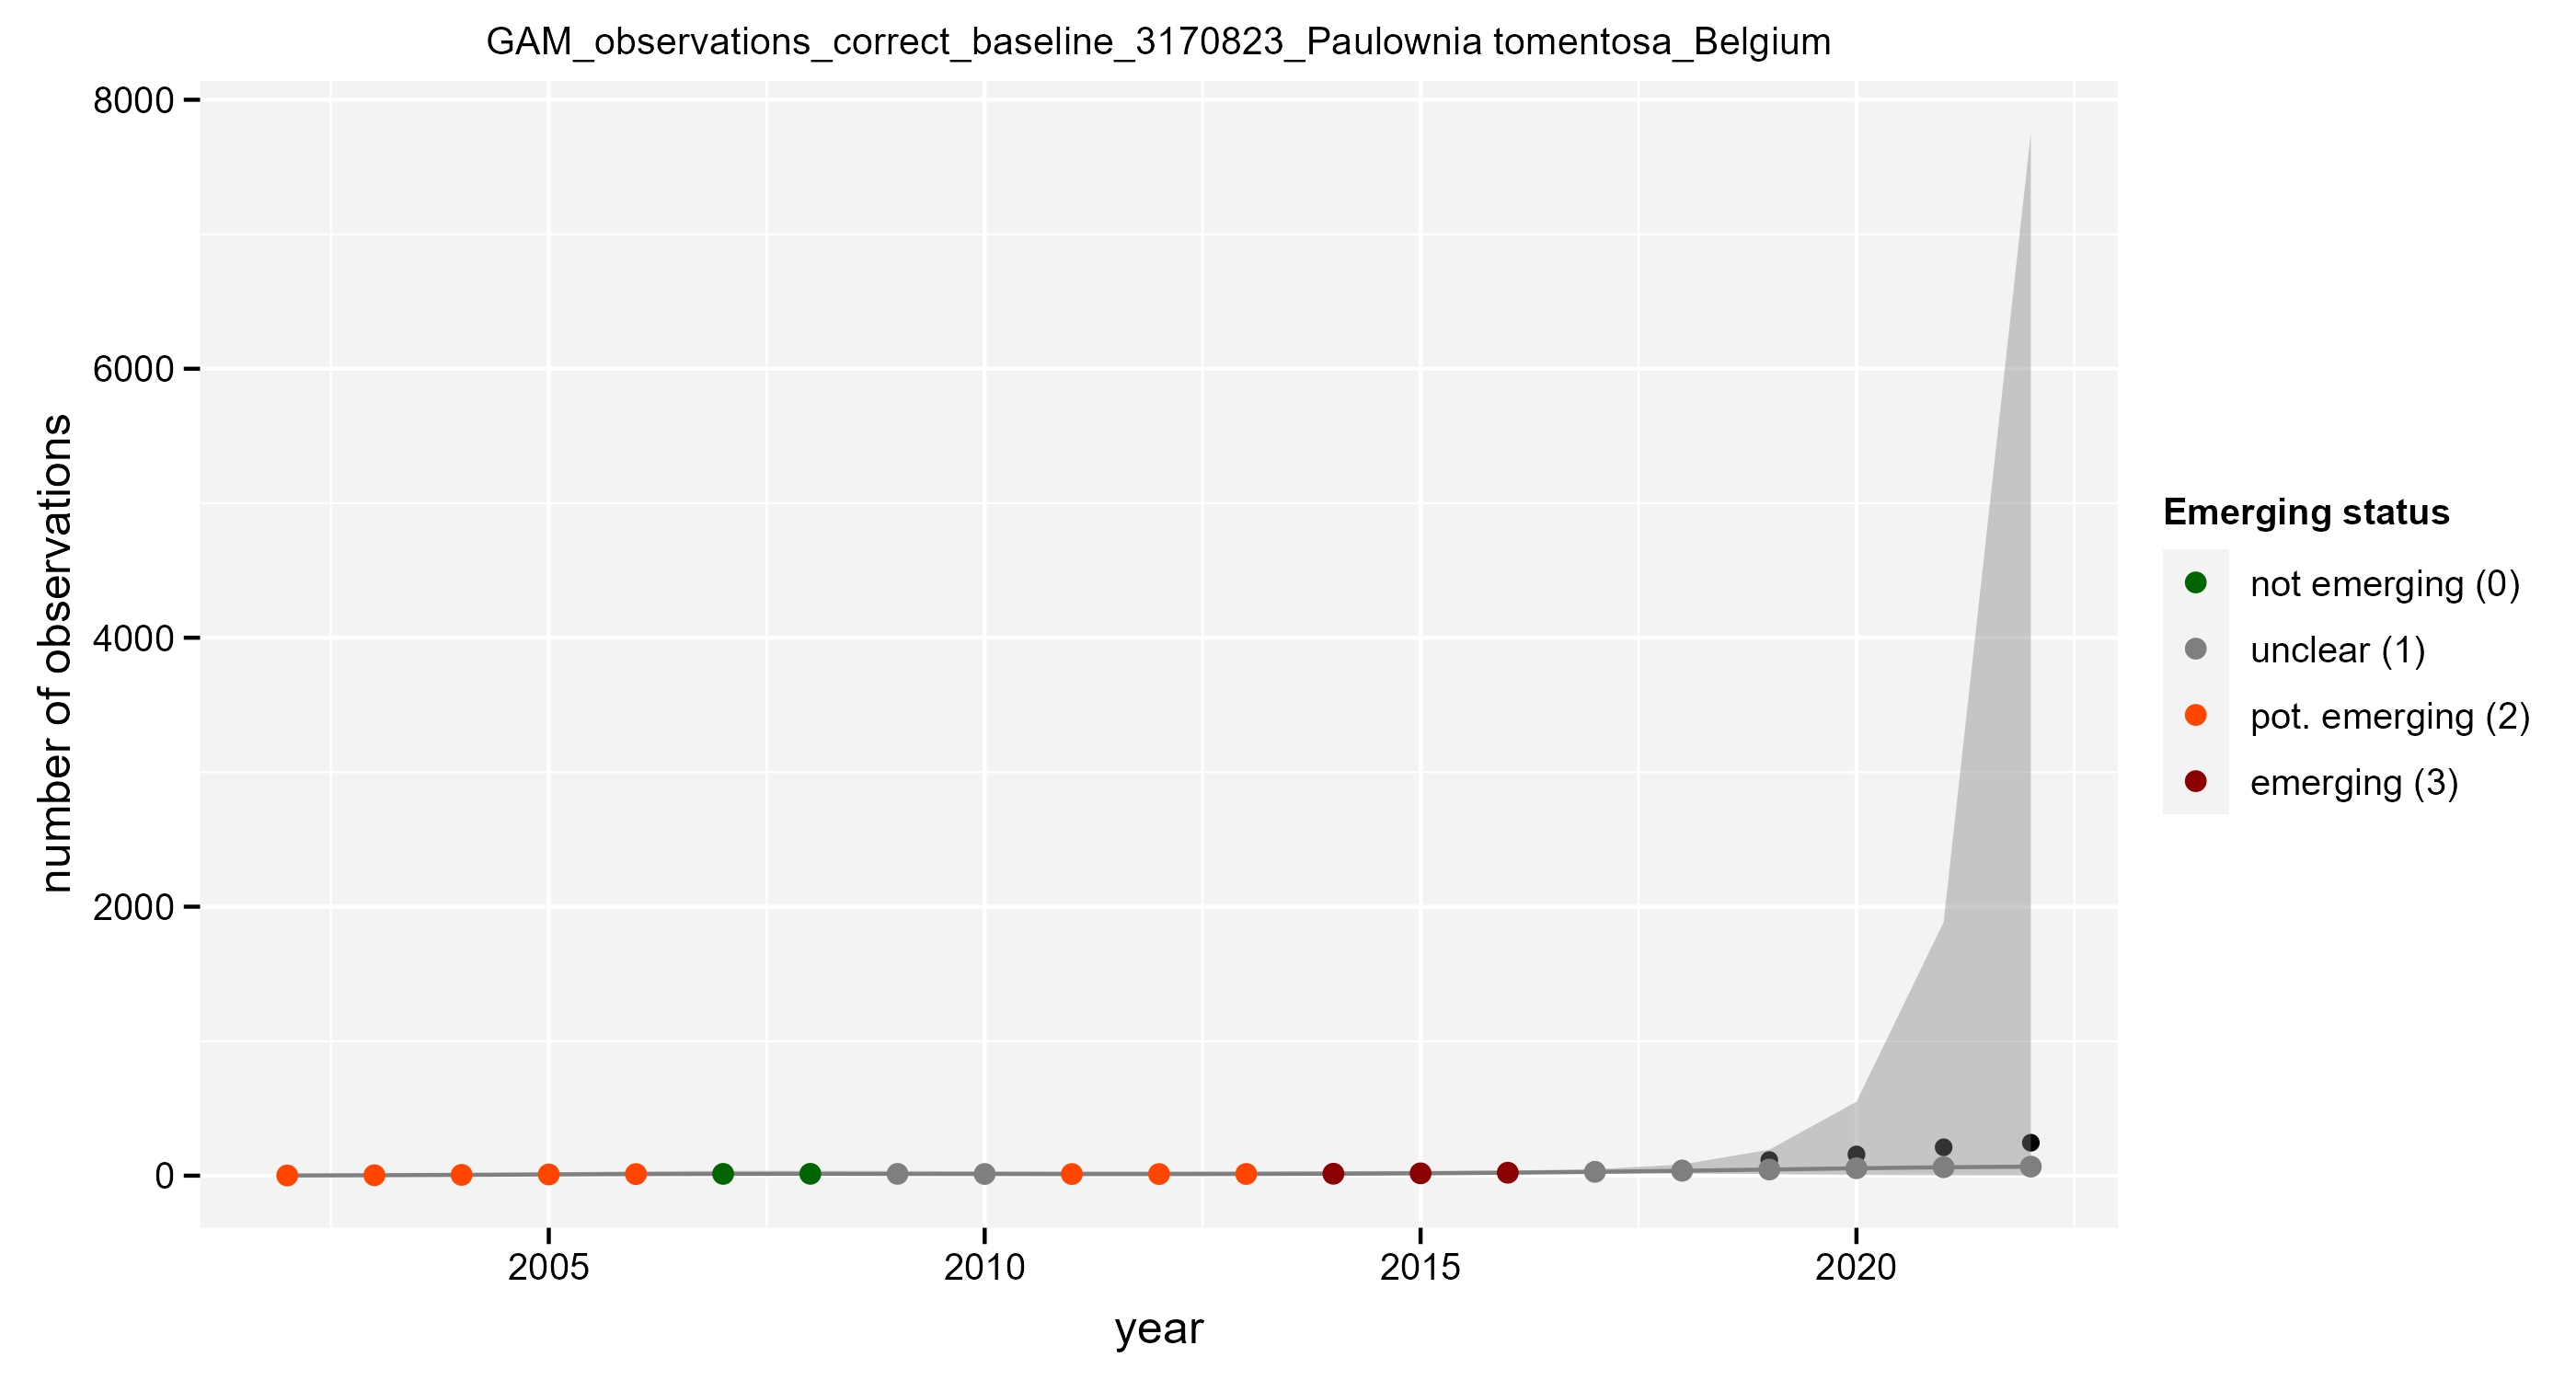 GAM_observations_correct_baseline_3170823_Paulownia tomentosa_Belgium
number of observations
8000
6000
4000
2000
0
2005
2010
2015
2020
year
Emerging status
not emerging (0)
unclear (1)
pot. emerging (2)
emerging (3)